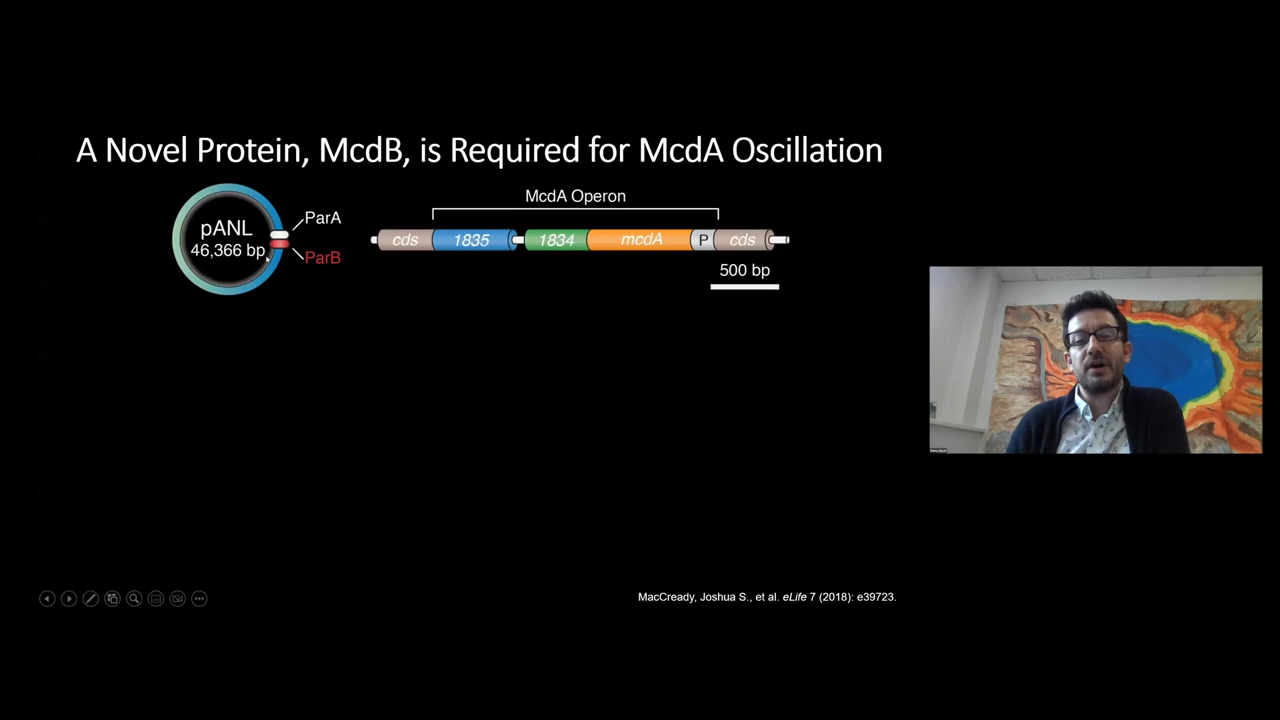 A Novel Protein, McdB, is Required for McdA Oscillation
McdA Operon
pANL
46,366 bp
ParA
ParB
cds
1835
1834
mcdA
P
cds
500 bp
MacCready, Joshua S., et al. eLife 7 (2018): e39723.